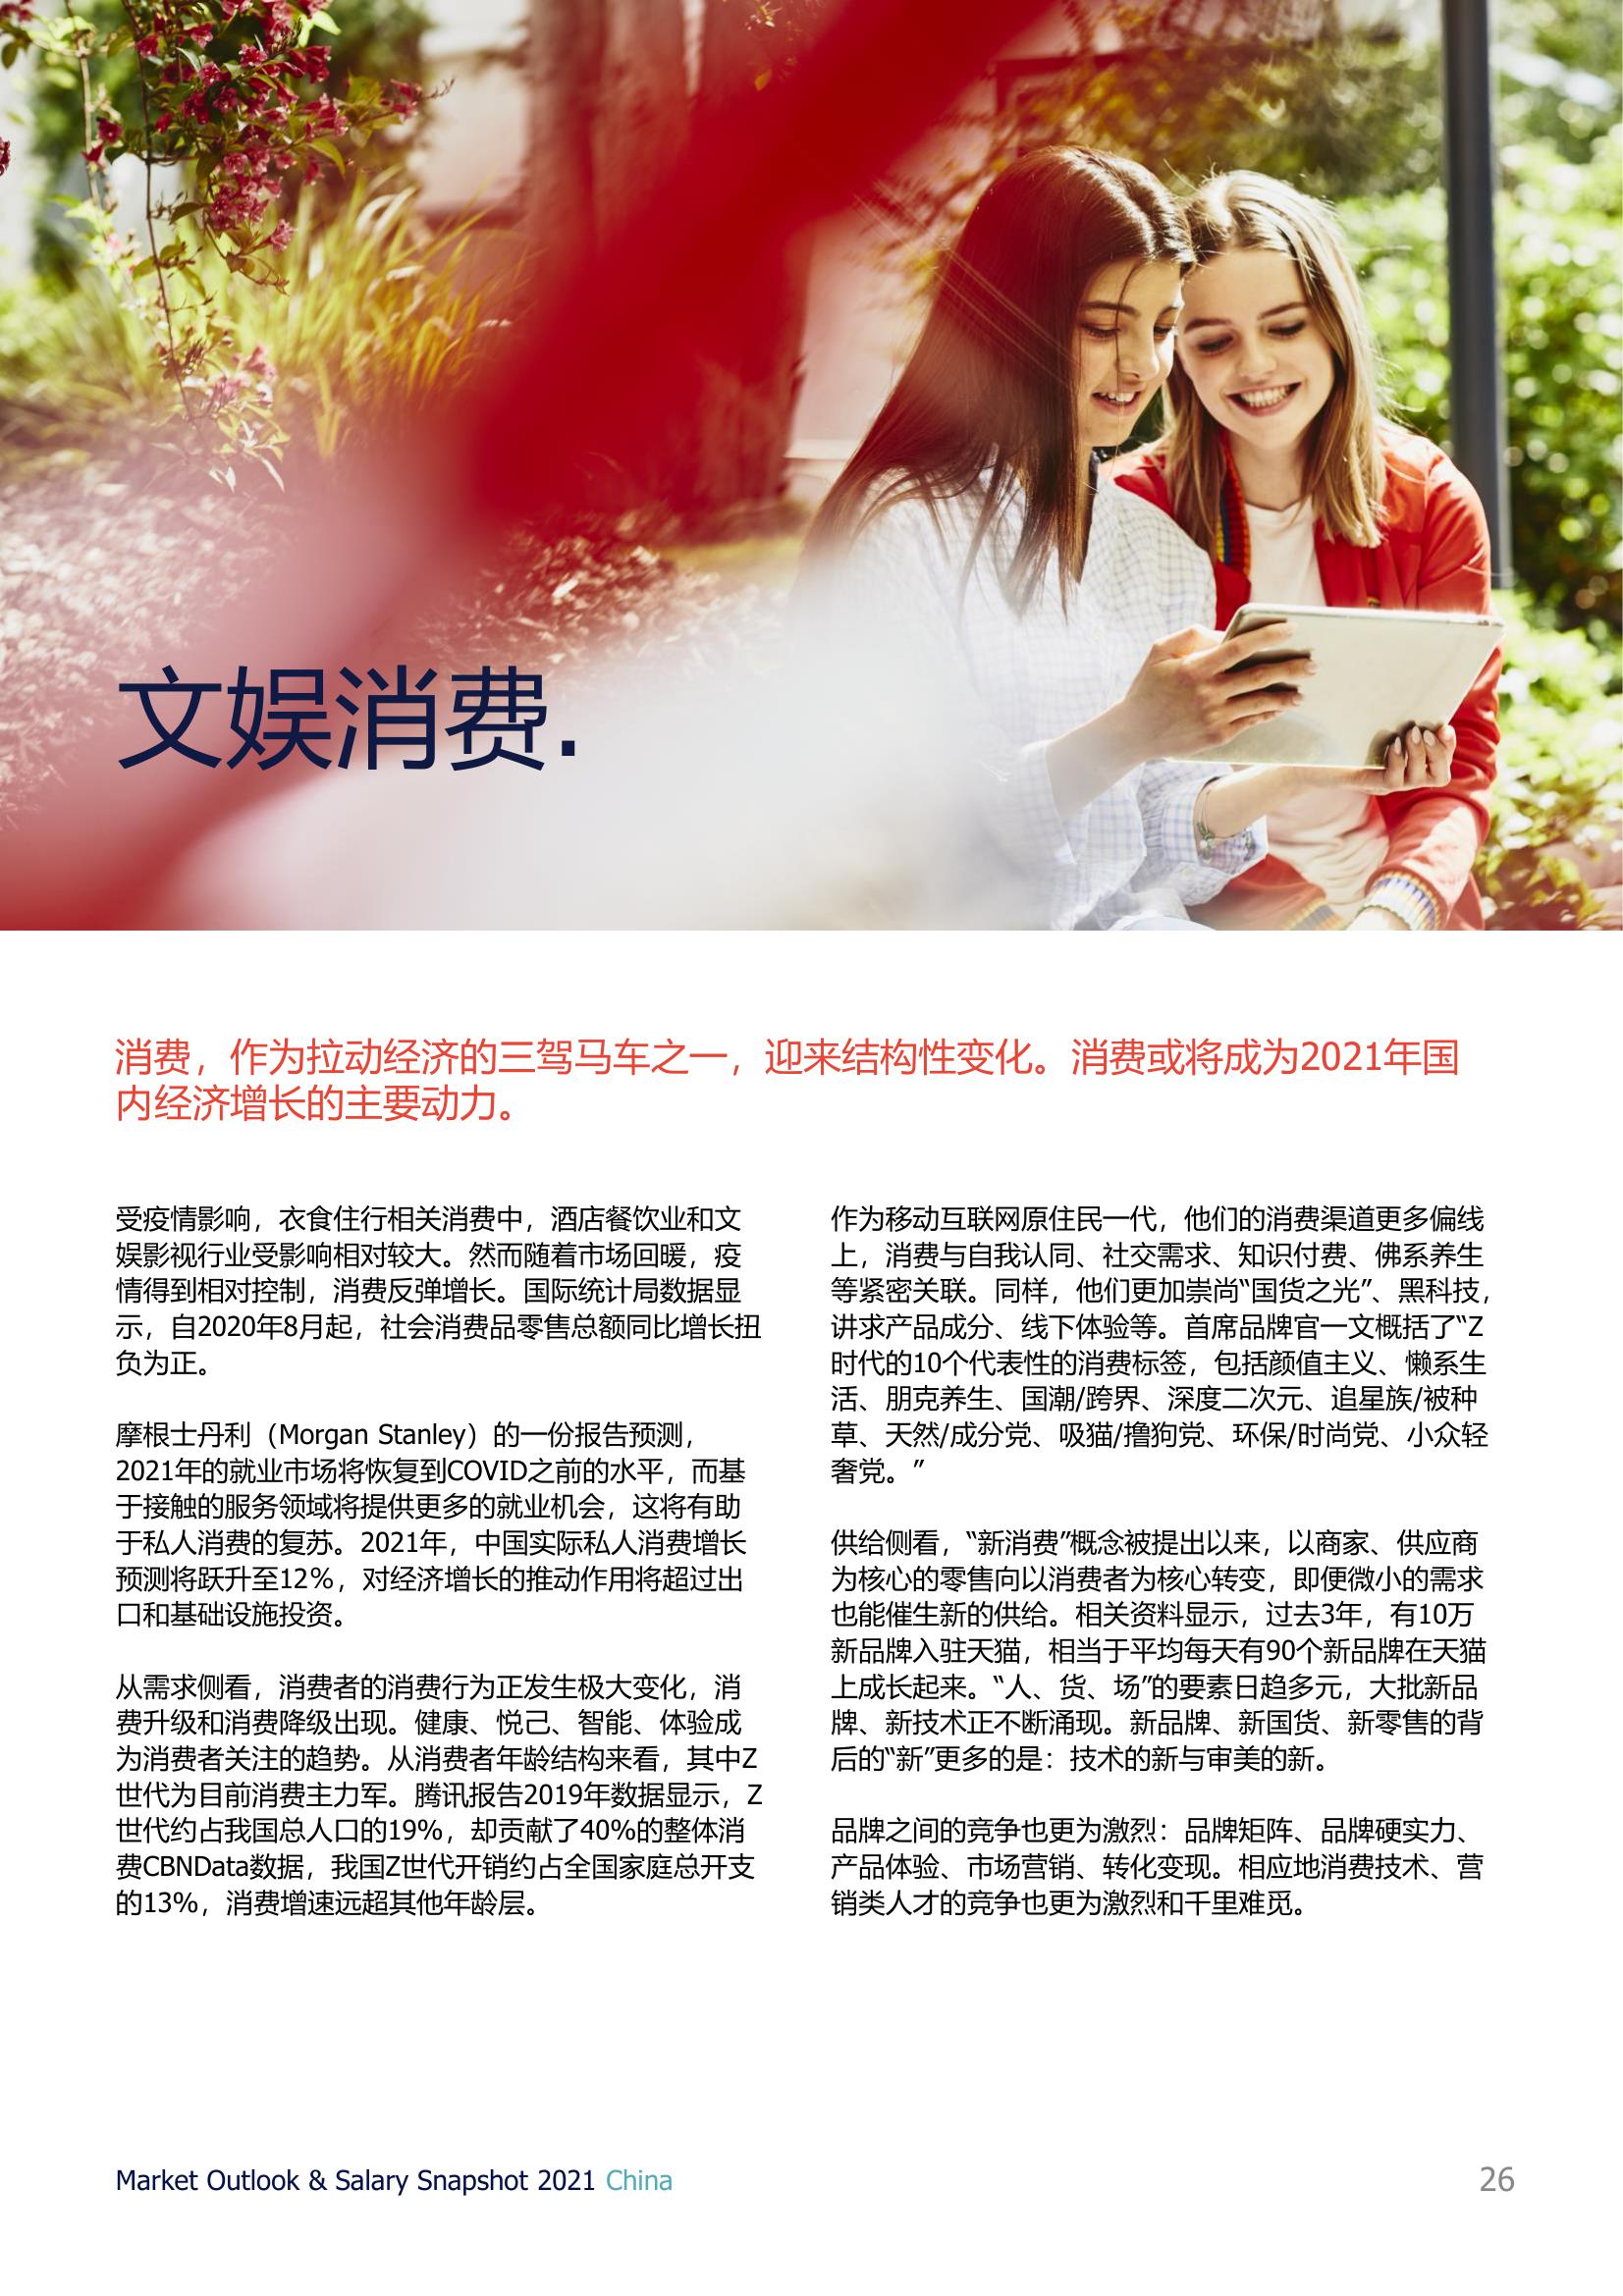 文娱消费.
消费，作为拉动经济的三驾马车之一，迎来结构性变化。消费或将成为2021年国
内经济增长的主要动力。
受疫情影响，衣食住行相关消费中，酒店餐饮业和文
娱影视行业受影响相对较大。然而随着市场回暖，疫
情得到相对控制，消费反弹增长。国际统计局数据显
示，自2020年8月起，社会消费品零售总额同比增长扭
负为正。
摩根士丹利（Morgan Stanley）的一份报告预测，
2021年的就业市场将恢复到COVID之前的水平，而基
于接触的服务领域将提供更多的就业机会，这将有助
于私人消费的复苏。2021年，中国实际私人消费增长
预测将跃升至12%，对经济增长的推动作用将超过出
口和基础设施投资。
从需求侧看，消费者的消费行为正发生极大变化，消
费升级和消费降级出现。健康、悦己、智能、体验成
为消费者关注的趋势。从消费者年龄结构来看，其中Z
世代为目前消费主力军。腾讯报告2019年数据显示，Z
世代约占我国总人口的19%，却贡献了40%的整体消
费CBNData数据，我国Z世代开销约占全国家庭总开支
的13%，消费增速远超其他年龄层。
作为移动互联网原住民一代，他们的消费渠道更多偏线
上，消费与自我认同、社交需求、知识付费、佛系养生
等紧密关联。同样，他们更加崇尚“国货之光”、黑科技，
讲求产品成分、线下体验等。首席品牌官一文概括了“Z
时代的10个代表性的消费标签，包括颜值主义、懒系生
活、朋克养生、国潮/跨界、深度二次元、追星族/被种
草、天然/成分党、吸猫/撸狗党、环保/时尚党、小众轻
奢党。”
供给侧看，“新消费”概念被提出以来，以商家、供应商
为核心的零售向以消费者为核心转变，即便微小的需求
也能催生新的供给。相关资料显示，过去3年，有10万
新品牌入驻天猫，相当于平均每天有90个新品牌在天猫
上成长起来。“人、货、场”的要素日趋多元，大批新品
牌、新技术正不断涌现。新品牌、新国货、新零售的背
后的“新”更多的是：技术的新与审美的新。
品牌之间的竞争也更为激烈：品牌矩阵、品牌硬实力、
产品体验、市场营销、转化变现。相应地消费技术、营
销类人才的竞争也更为激烈和千里难觅。
Market Outlook & Salary Snapshot 2021 China
26